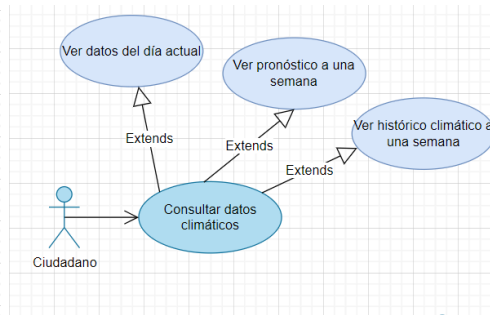 Ver datos del día actual
Ver pronóstico a una
semana
Ver histórico climático a
una semana
Extends
Extends
Extends
Consultar datos
climáticos
Ciudadano